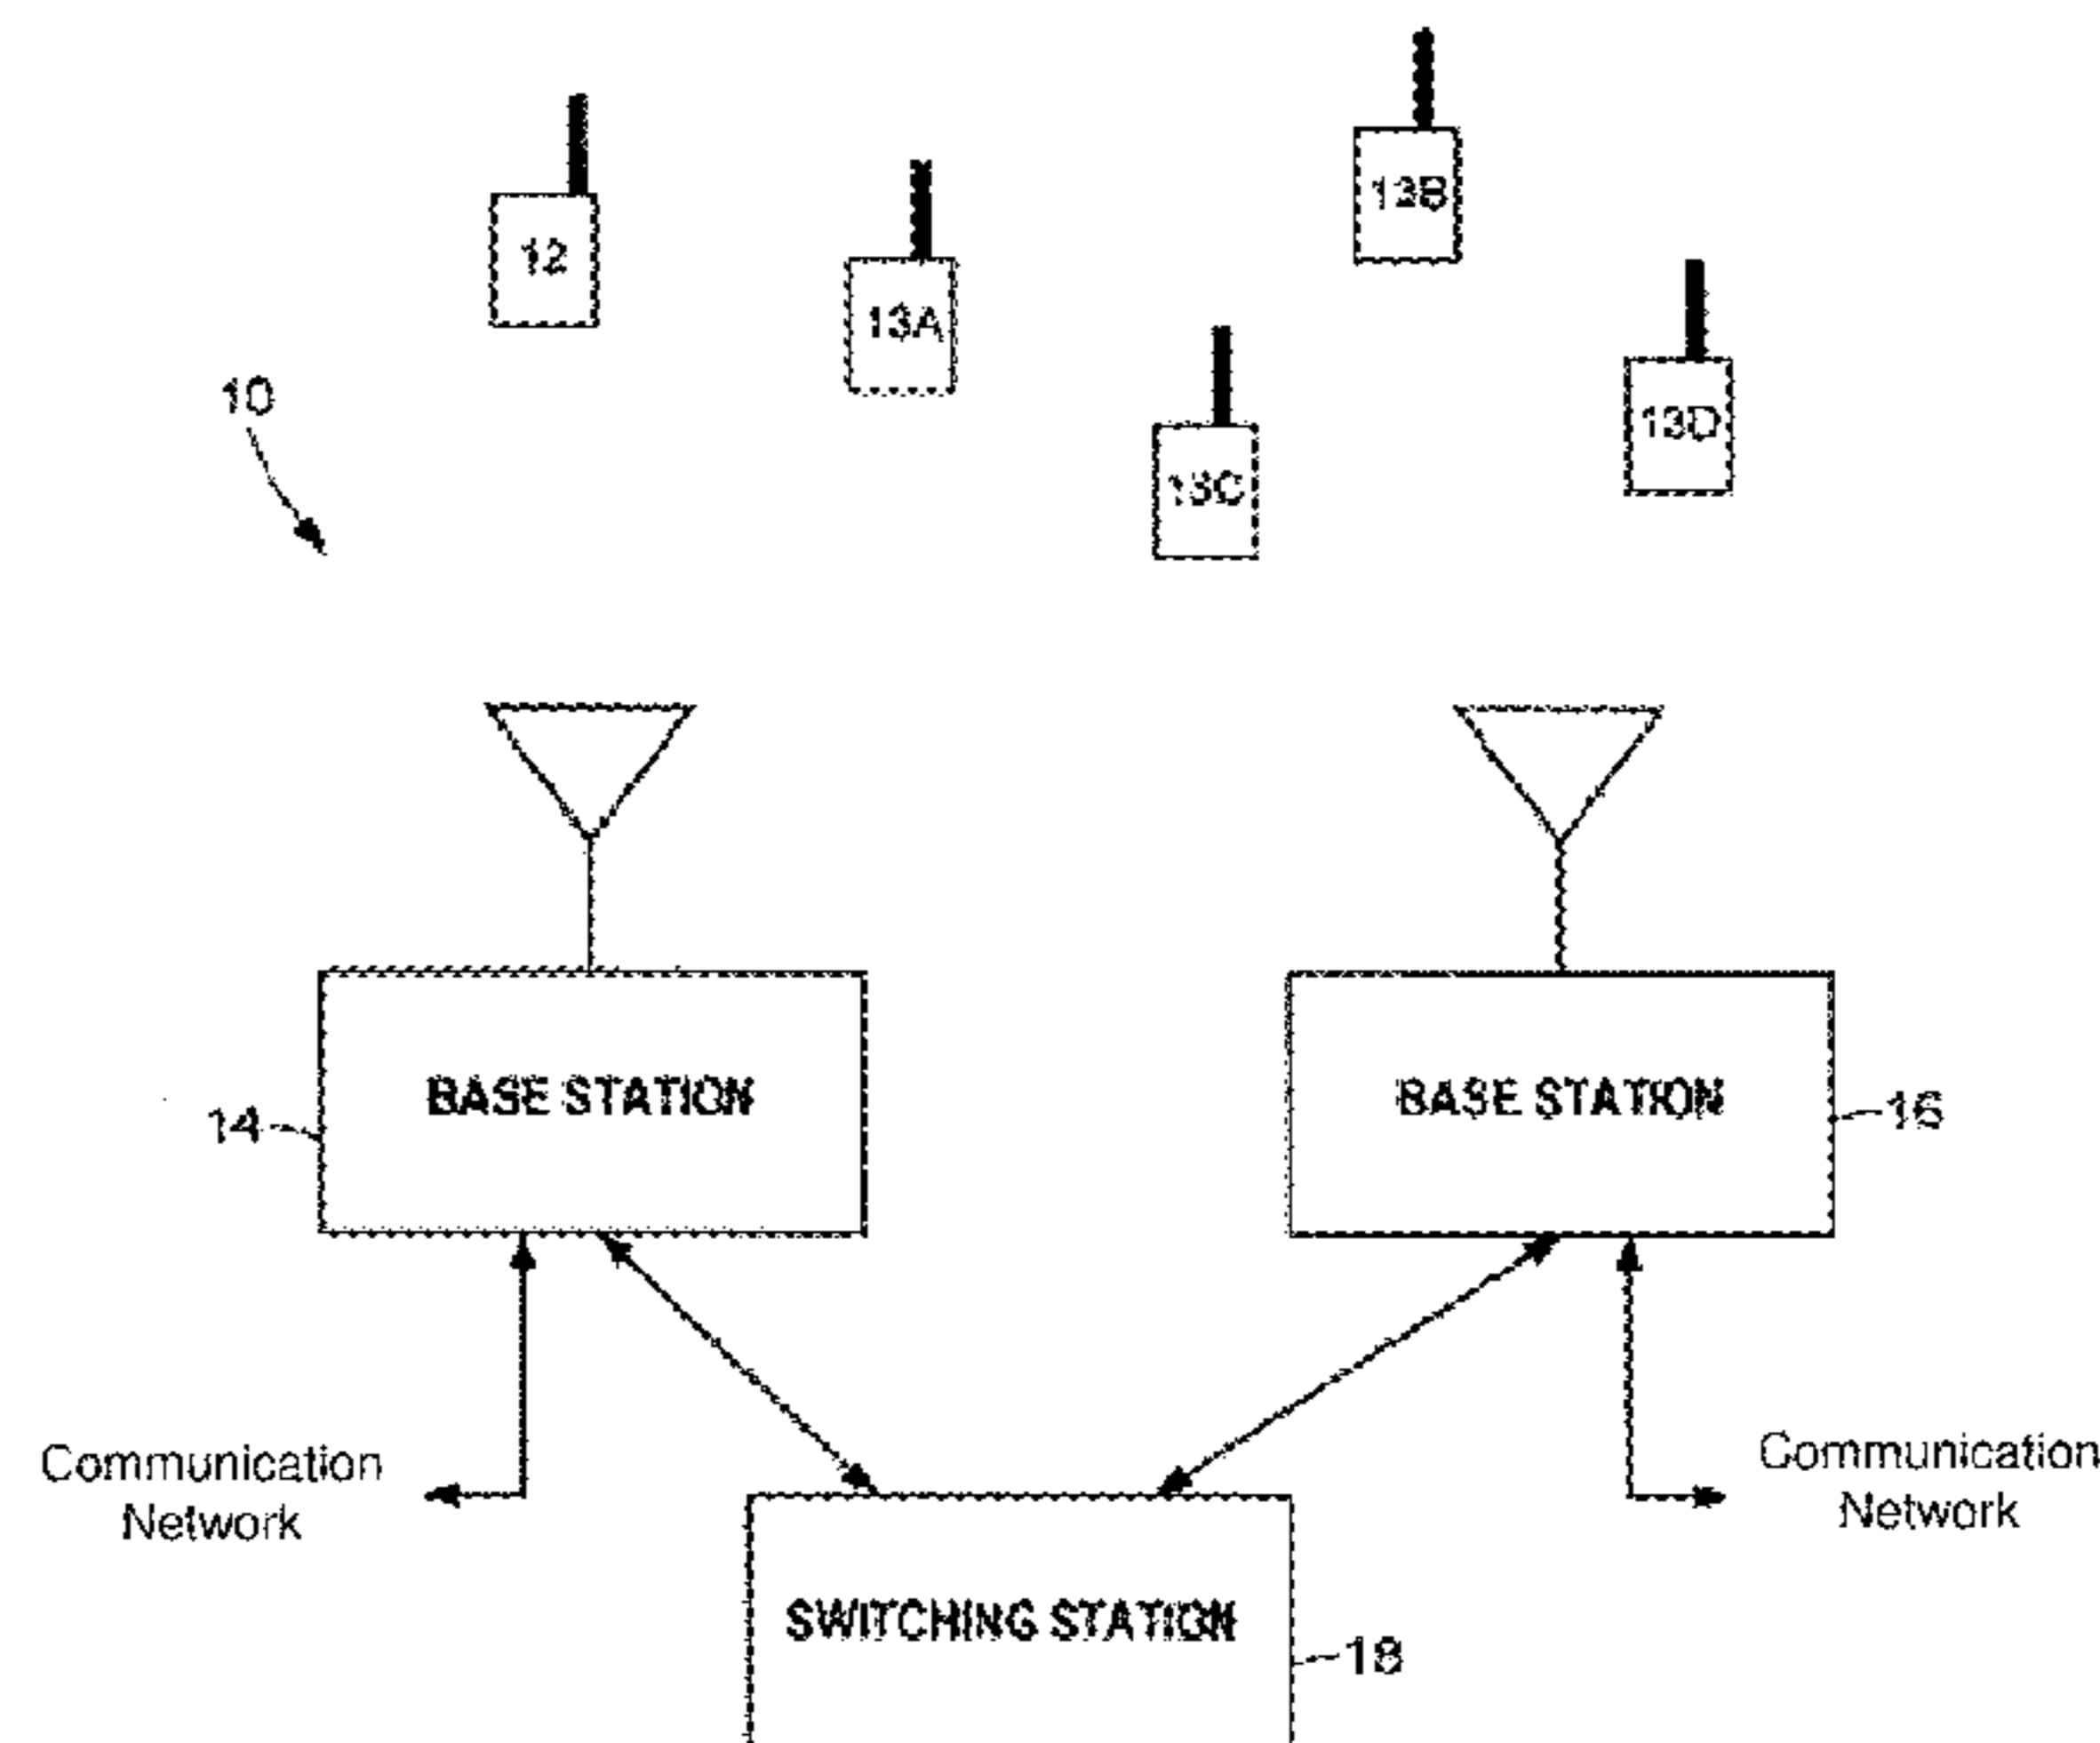 13B
12
13A
10
13D
13C
BASE STATION
BASE STATION
14
16
Communication
Network
Communication
Network
SWITCHING STATION
18